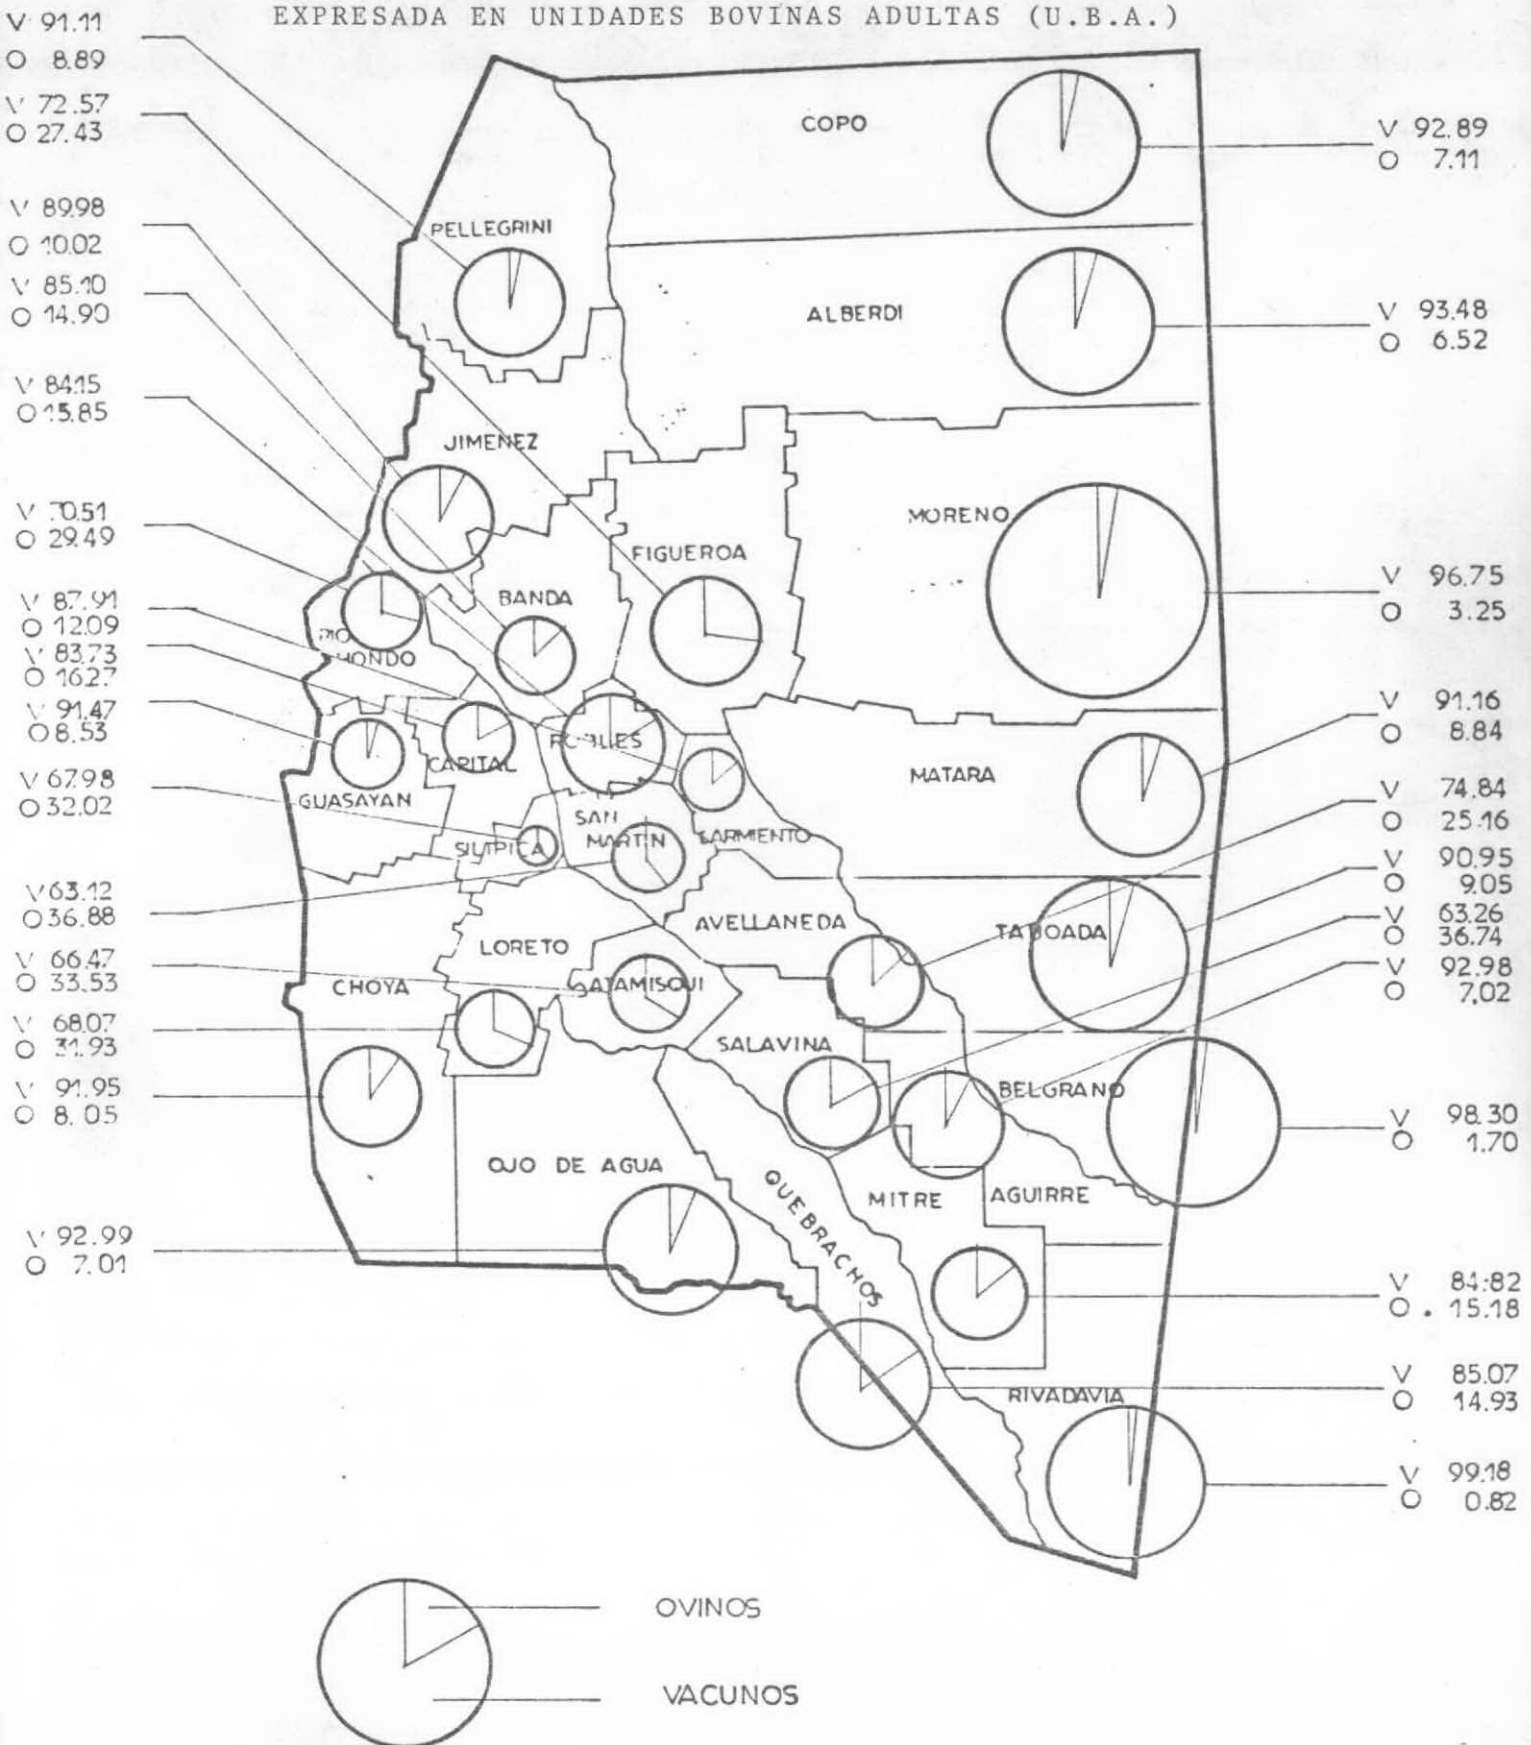 EXPRESADA EN UNIDADES BOVINAS ADULTAS (U.B.A.)
V 91.11
O 8.89
V 72.57
O 27.43
V 89.98
O 10.02
V 85.10
O 14.90
V 84.15
O 15.85
V 70.51
O 29.49
V 87.91
O 12.09
V 83.73
O 16.27
V 91.47
O 8.53
V 67.98
O 32.02
V 63.12
O 36.88
V 66.47
O 33.53
V 68.07
O 31.93
V 91.95
O 8.05
V 92.99
O 7.01
COPO
PELLEGRINI
ALBERDI
JIMENEZ
MORENO
FIGUEROA
BANDA
RIO
HONDO
ROBLES
CAPITAL
GUASAYAN
MATARA
SAN
MARTIN
SARMIENTO
SILIPICA
AVELLANEDA
TABOADA
LORETO
ATAMISQUI
CHOYA
SALAVINA
BELGRANO
OJO DE AGUA
QUEBRACHOS
MITRE
AGUIRRE
RIVADAVIA
V 92.89
O 7.11
V 93.48
O 6.52
V 96.75
O 3.25
V 91.16
O 8.84
V 74.84
O 25.16
V 90.95
O 9.05
V 63.26
O 36.74
V 92.98
O 7.02
V 98.30
O 1.70
V 84.82
O 15.18
V 85.07
O 14.93
V 99.18
O 0.82
OVINOS
VACUNOS